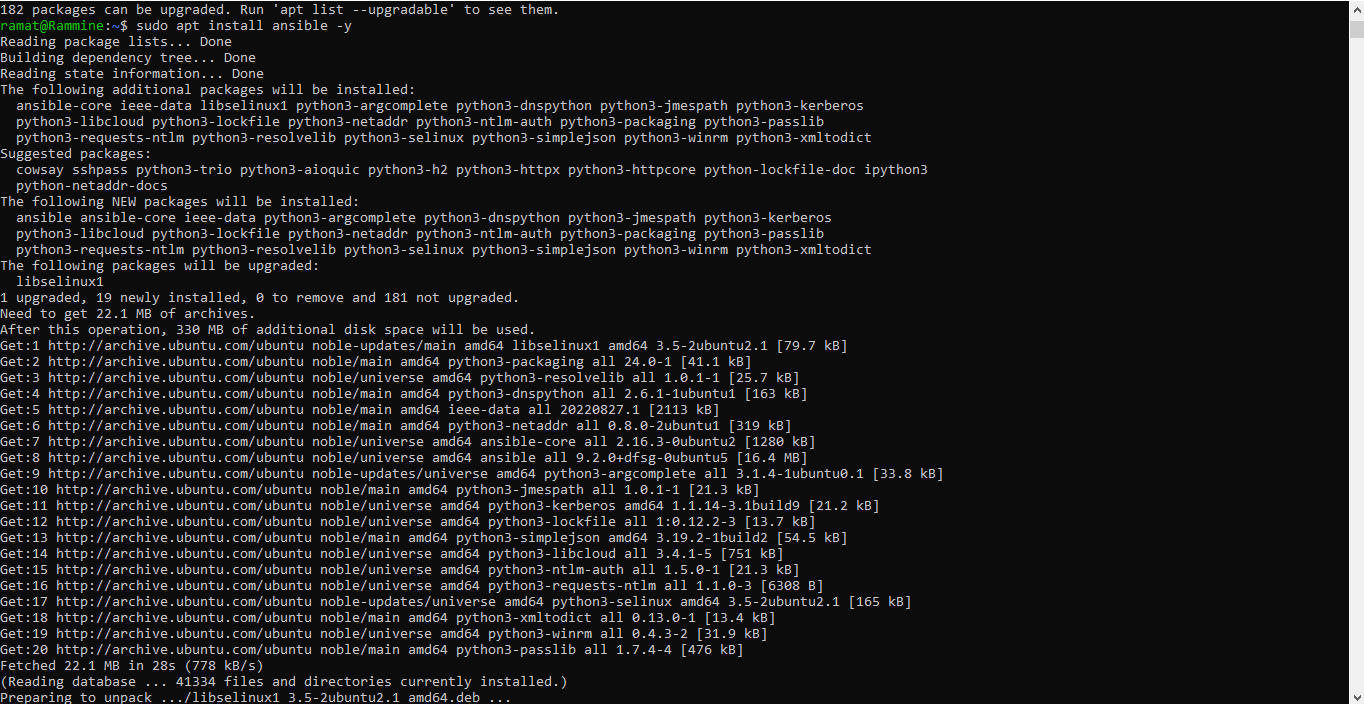 182 packages can be upgraded. Run 'apt list --upgradable' to see them.
ramat@Rammine:~$ sudo apt install ansible -y
Reading package lists... Done
Building dependency tree... Done
Reading state information... Done
The following additional packages will be installed:
  ansible-core ieee-data libselinux1 python3-argcomplete python3-dnspython python3-jmespath python3-kerberos
  python3-libcloud python3-lockfile python3-netaddr python3-ntlm-auth python3-packaging python3-passlib
  python3-requests-ntlm python3-resolvelib python3-selinux python3-simplejson python3-winrm python3-xmltodict
Suggested packages:
  cowsay sshpass python3-trio python3-aioquic python3-h2 python3-httpx python3-httpcore python-lockfile-doc ipython3
  python-netaddr-docs
The following NEW packages will be installed:
  ansible ansible-core ieee-data python3-argcomplete python3-dnspython python3-jmespath python3-kerberos
  python3-libcloud python3-lockfile python3-netaddr python3-ntlm-auth python3-packaging python3-passlib
  python3-requests-ntlm python3-resolvelib python3-selinux python3-simplejson python3-winrm python3-xmltodict
The following packages will be upgraded:
  libselinux1
1 upgraded, 19 newly installed, 0 to remove and 181 not upgraded.
Need to get 22.1 MB of archives.
After this operation, 330 MB of additional disk space will be used.
Get:1 http://archive.ubuntu.com/ubuntu noble-updates/main amd64 libselinux1 amd64 3.5-2ubuntu2.1 [79.7 kB]
Get:2 http://archive.ubuntu.com/ubuntu noble/main amd64 python3-packaging all 24.0-1 [41.1 kB]
Get:3 http://archive.ubuntu.com/ubuntu noble/universe amd64 python3-resolvelib all 1.0.1-1 [25.7 kB]
Get:4 http://archive.ubuntu.com/ubuntu noble/main amd64 python3-dnspython all 2.6.1-1ubuntu1 [163 kB]
Get:5 http://archive.ubuntu.com/ubuntu noble/main amd64 ieee-data all 20220827.1 [2113 kB]
Get:6 http://archive.ubuntu.com/ubuntu noble/main amd64 python3-netaddr all 0.8.0-2ubuntu1 [319 kB]
Get:7 http://archive.ubuntu.com/ubuntu noble/universe amd64 ansible-core all 2.16.3-0ubuntu2 [1280 kB]
Get:8 http://archive.ubuntu.com/ubuntu noble/universe amd64 ansible all 9.2.0+dfsg-0ubuntu5 [16.4 MB]
Get:9 http://archive.ubuntu.com/ubuntu noble-updates/universe amd64 python3-argcomplete all 3.1.4-1ubuntu0.1 [33.8 kB]
Get:10 http://archive.ubuntu.com/ubuntu noble/main amd64 python3-jmespath all 1.0.1-1 [21.3 kB]
Get:11 http://archive.ubuntu.com/ubuntu noble/universe amd64 python3-kerberos amd64 1.1.14-3.1build9 [21.2 kB]
Get:12 http://archive.ubuntu.com/ubuntu noble/universe amd64 python3-lockfile all 1:0.12.2-3 [13.7 kB]
Get:13 http://archive.ubuntu.com/ubuntu noble/main amd64 python3-simplejson amd64 3.19.2-1build2 [54.5 kB]
Get:14 http://archive.ubuntu.com/ubuntu noble/universe amd64 python3-libcloud all 3.4.1-5 [751 kB]
Get:15 http://archive.ubuntu.com/ubuntu noble/universe amd64 python3-ntlm-auth all 1.5.0-1 [21.3 kB]
Get:16 http://archive.ubuntu.com/ubuntu noble/universe amd64 python3-requests-ntlm all 1.1.0-3 [6308 B]
Get:17 http://archive.ubuntu.com/ubuntu noble-updates/universe amd64 python3-selinux amd64 3.5-2ubuntu2.1 [165 kB]
Get:18 http://archive.ubuntu.com/ubuntu noble/main amd64 python3-xmltodict all 0.13.0-1 [13.4 kB]
Get:19 http://archive.ubuntu.com/ubuntu noble/universe amd64 python3-winrm all 0.4.3-2 [31.9 kB]
Get:20 http://archive.ubuntu.com/ubuntu noble/main amd64 python3-passlib all 1.7.4-4 [476 kB]
Fetched 22.1 MB in 28s (778 kB/s)
(Reading database ... 41334 files and directories currently installed.)
Preparing to unpack .../libselinux1_3.5-2ubuntu2.1_amd64.deb ...